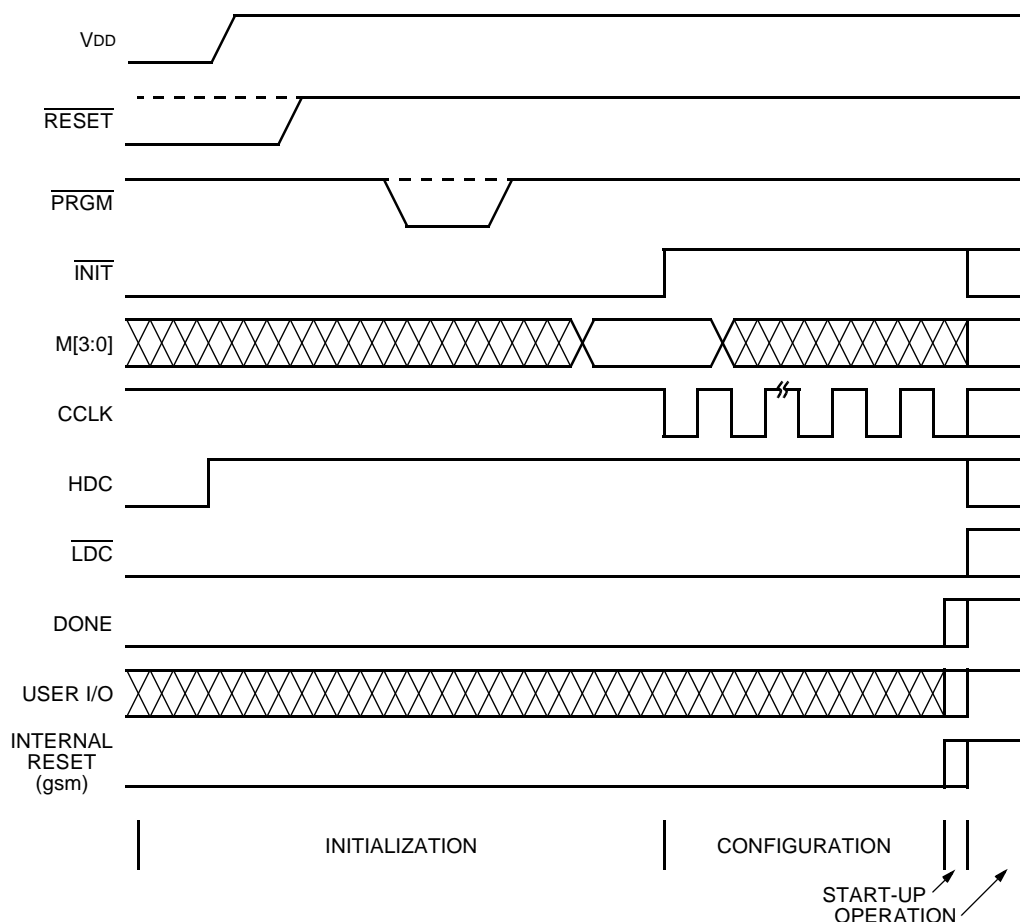 VDD
RESET
PRGM
INIT
M[3:0]
CCLK
HDC
LDC
DONE
USER I/O
INTERNAL
RESET
(gsm)
INITIALIZATION
CONFIGURATION
START-UP
OPERATION